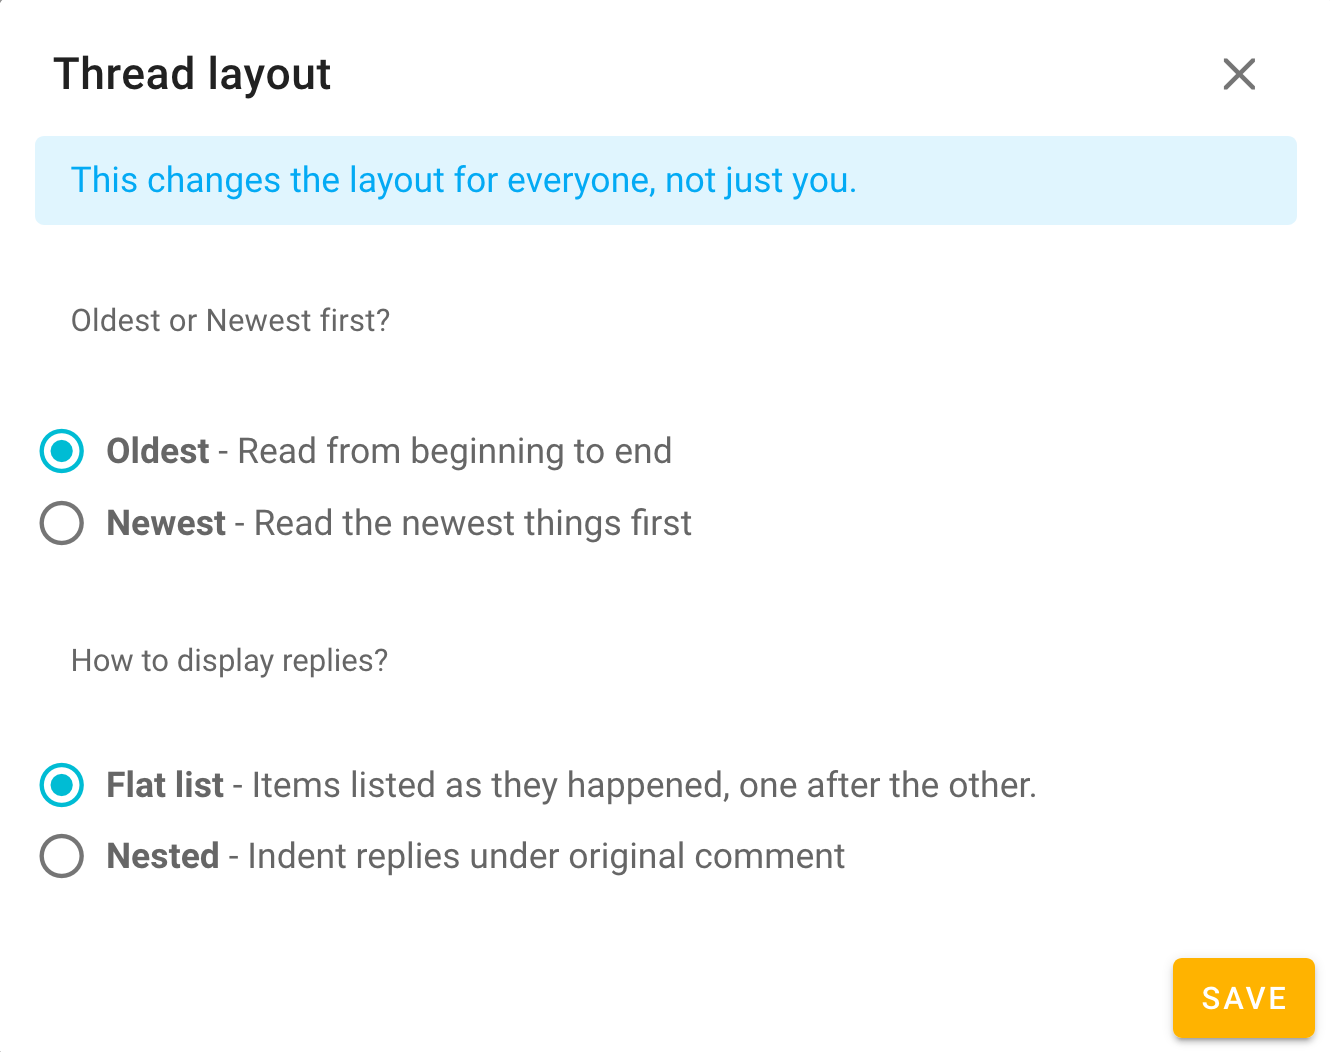 Thread layout
This changes the layout for everyone, not just you.
Oldest or Newest first?
Oldest - Read from beginning to end
Newest - Read the newest things first
How to display replies?
Flat list - Items listed as they happened, one after the other.
Nested - Indent replies under original comment
SAVE